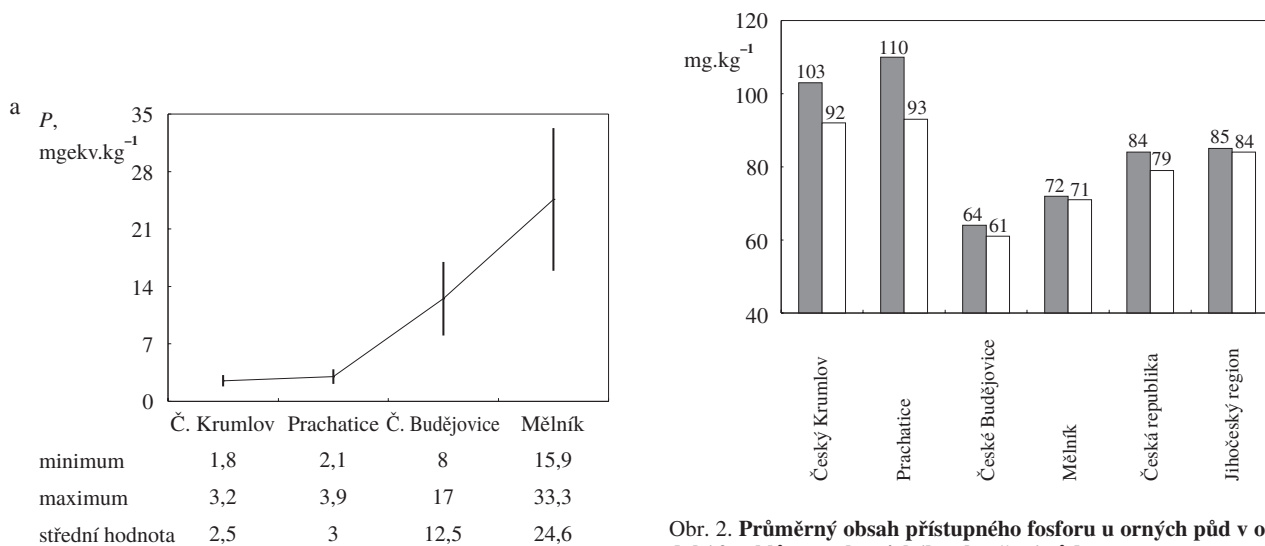 a
P,
mgekv.kg⁻¹
35
28
21
14
7
0
Č. Krumlov Prachatice Č. Budějovice Mělník
minimum 1,8 2,1 8 15,9
maximum 3,2 3,9 17 33,3
střední hodnota 2,5 3 12,5 24,6
mg.kg⁻¹
120
100
80
60
40
103
92
110
93
64
61
72
71
84
79
85
84
Český Krumlov
Prachatice
České Budějovice
Mělník
Česká republika
Jihočeský region
Obr. 2. Průměrný obsah přístupného fosforu u orných půd v o